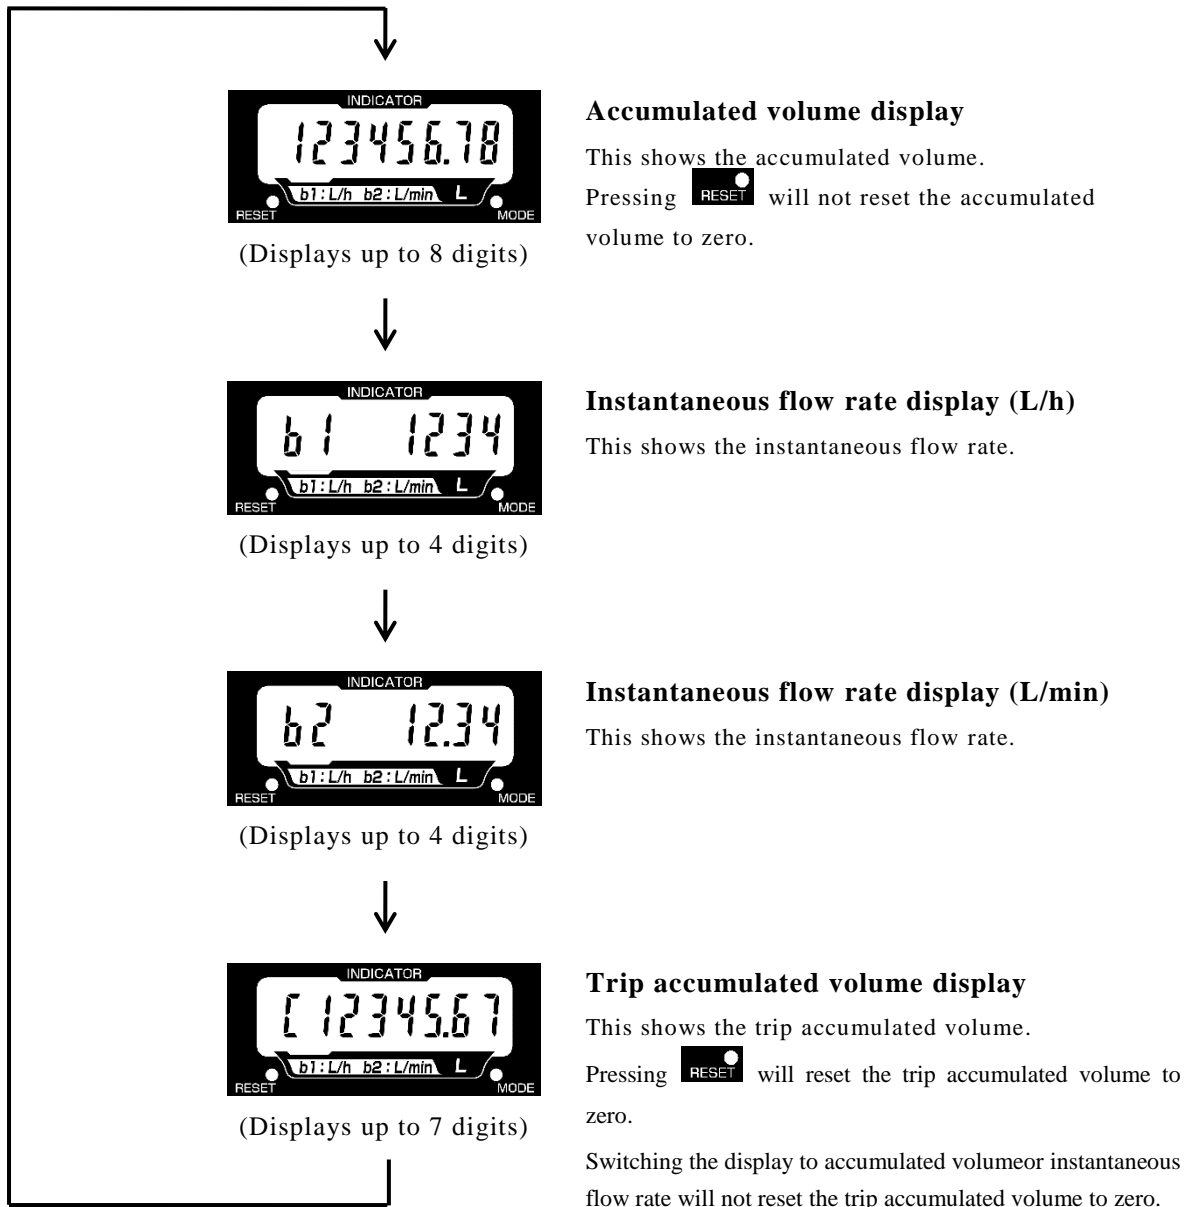 INDICATOR
123456.78
b1:L/h b2:L/min L
RESET
MODE
(Displays up to 8 digits)
Accumulated volume display
This shows the accumulated volume.
Pressing RESET will not reset the accumulated
volume to zero.
INDICATOR
b1 1234
b1:L/h b2:L/min L
RESET
MODE
(Displays up to 4 digits)
Instantaneous flow rate display (L/h)
This shows the instantaneous flow rate.
INDICATOR
b2 12.34
b1:L/h b2:L/min L
RESET
MODE
(Displays up to 4 digits)
Instantaneous flow rate display (L/min)
This shows the instantaneous flow rate.
INDICATOR
[12345.67
b1:L/h b2:L/min L
RESET
MODE
(Displays up to 7 digits)
Trip accumulated volume display
This shows the trip accumulated volume.
Pressing RESET will reset the trip accumulated volume to
zero.
Switching the display to accumulated volumeor instantaneous
flow rate will not reset the trip accumulated volume to zero.